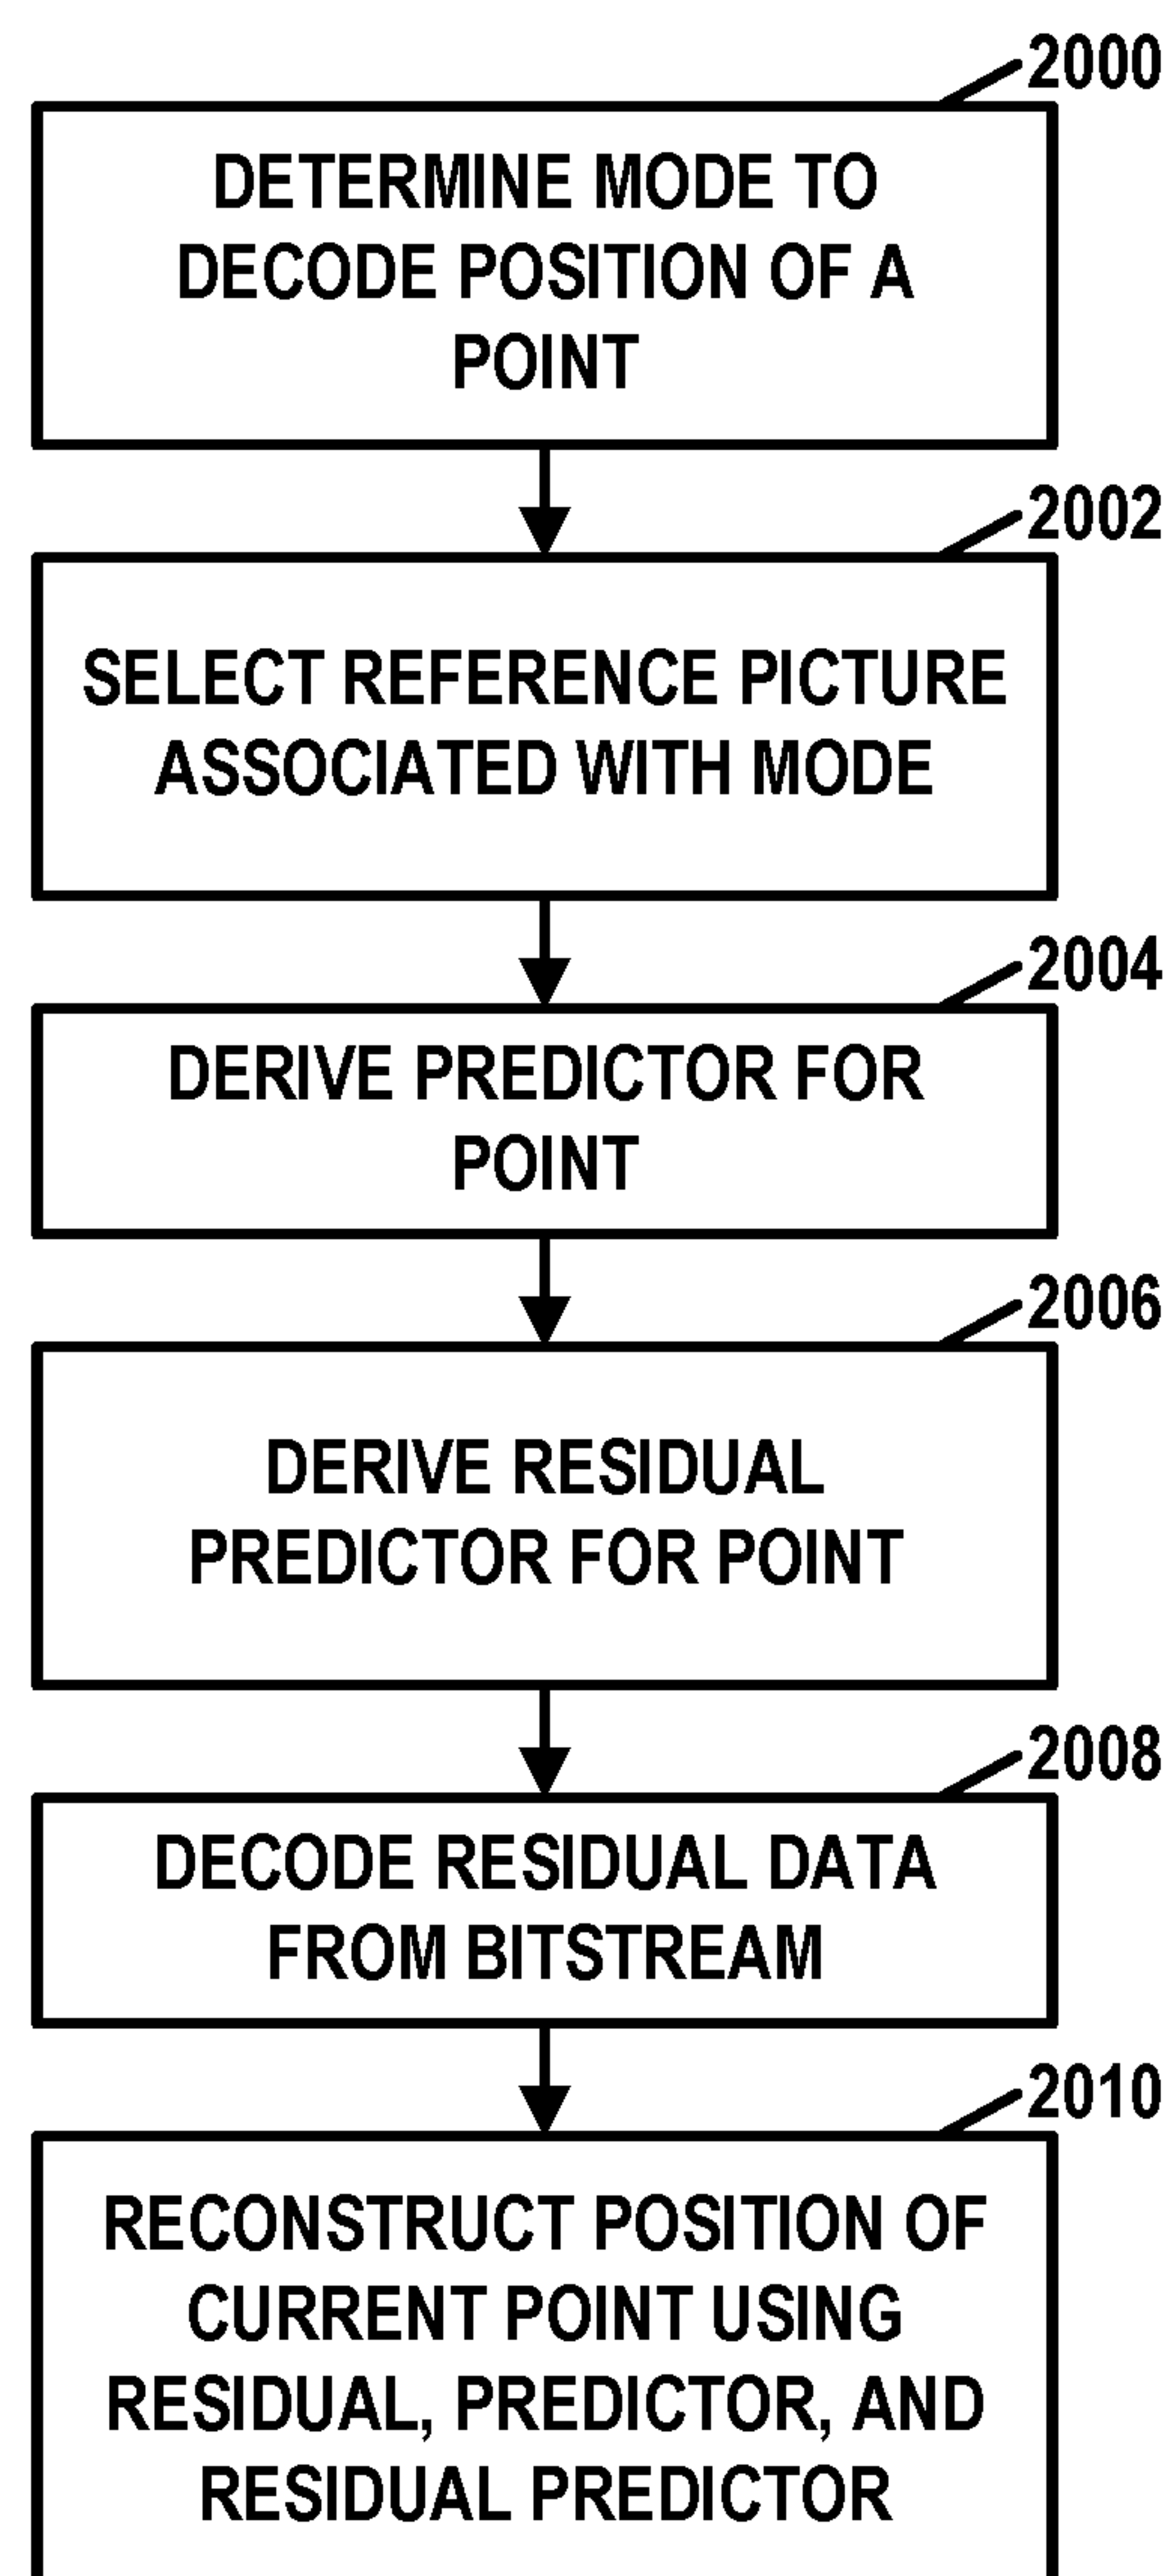 2000
DETERMINE MODE TO
DECODE POSITION OF A
POINT
2002
SELECT REFERENCE PICTURE
ASSOCIATED WITH MODE
2004
DERIVE PREDICTOR FOR
POINT
2006
DERIVE RESIDUAL
PREDICTOR FOR POINT
2008
DECODE RESIDUAL DATA
FROM BITSTREAM
2010
RECONSTRUCT POSITION OF
CURRENT POINT USING
RESIDUAL, PREDICTOR, AND
RESIDUAL PREDICTOR